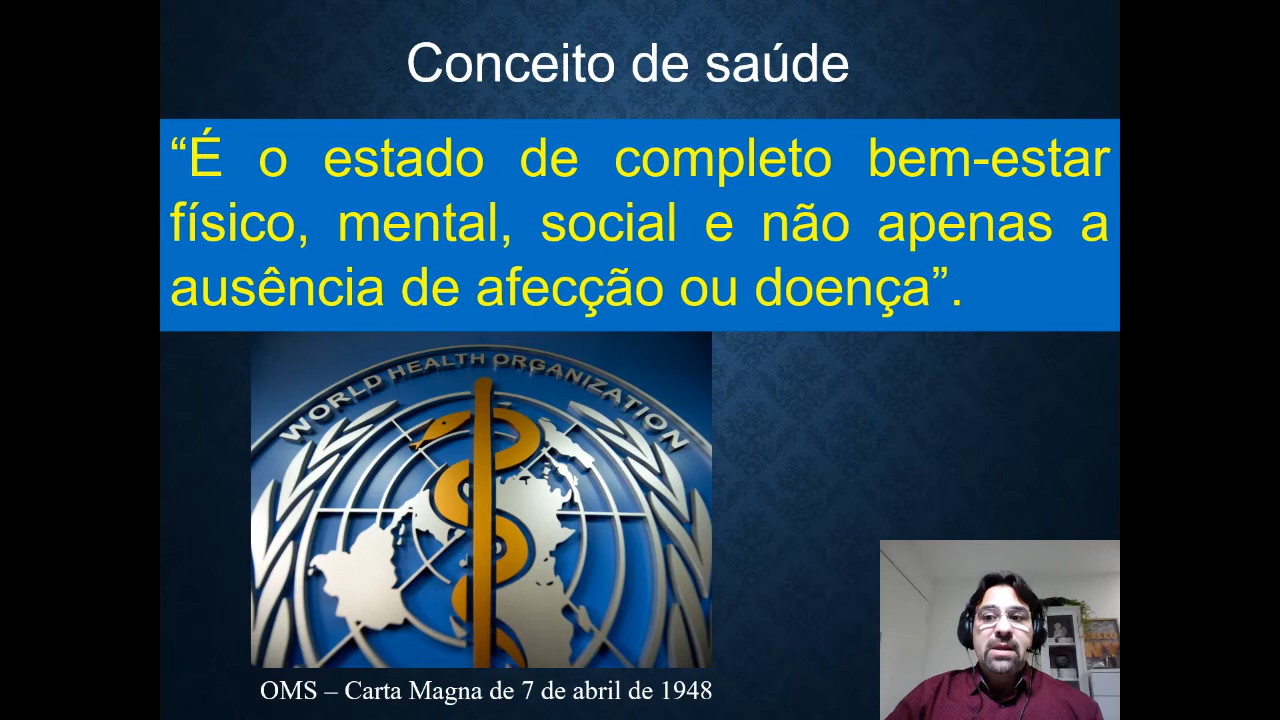 Conceito de saúde
“É o estado de completo bem-estar
físico, mental, social e não apenas a
ausência de afecção ou doença”.
WORLD HEALTH ORGANIZATION
OMS – Carta Magna de 7 de abril de 1948